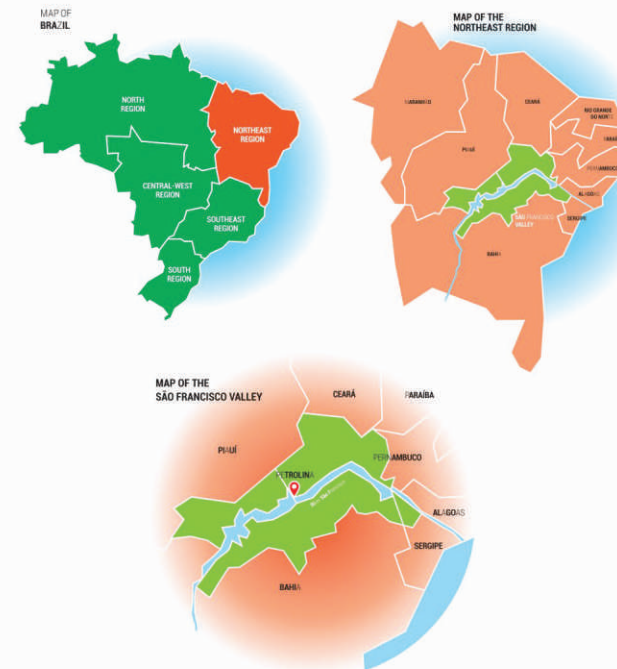 MAP OF
BRAZIL
NORTH
REGION
NORTHEAST
REGION
CENTRAL-WEST
REGION
SOUTHEAST
REGION
SOUTH
REGION
MAP OF THE
NORTHEAST REGION
MARANHÃO
CEARÁ
RIO GRANDE
DO NORTE
PIAUÍ
PERNAMBUCO
ALAGOAS
SERGIPE
SÃO FRANCISCO
VALLEY
BAHIA
MAP OF THE
SÃO FRANCISCO VALLEY
CEARÁ
PARAÍBA
PIAUÍ
PERNAMBUCO
PETROLINA
ALAGOAS
SERGIPE
BAHIA